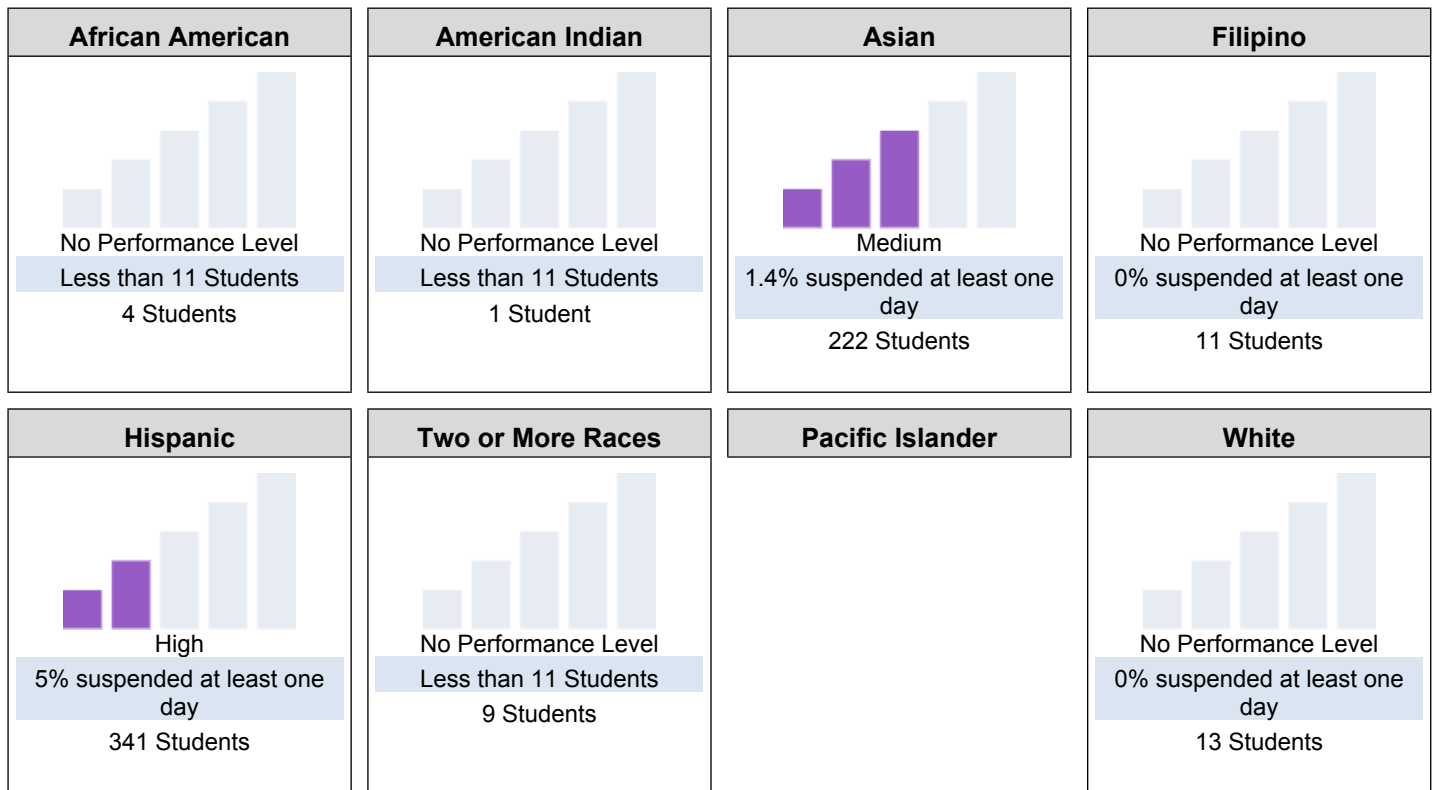 African American
No Performance Level
Less than 11 Students
4 Students
American Indian
No Performance Level
Less than 11 Students
1 Student
Asian
Medium
1.4% suspended at least one
day
222 Students
Filipino
No Performance Level
0% suspended at least one
day
11 Students
Hispanic
High
5% suspended at least one
day
341 Students
Two or More Races
No Performance Level
Less than 11 Students
9 Students
Pacific Islander
White
No Performance Level
0% suspended at least one
day
13 Students